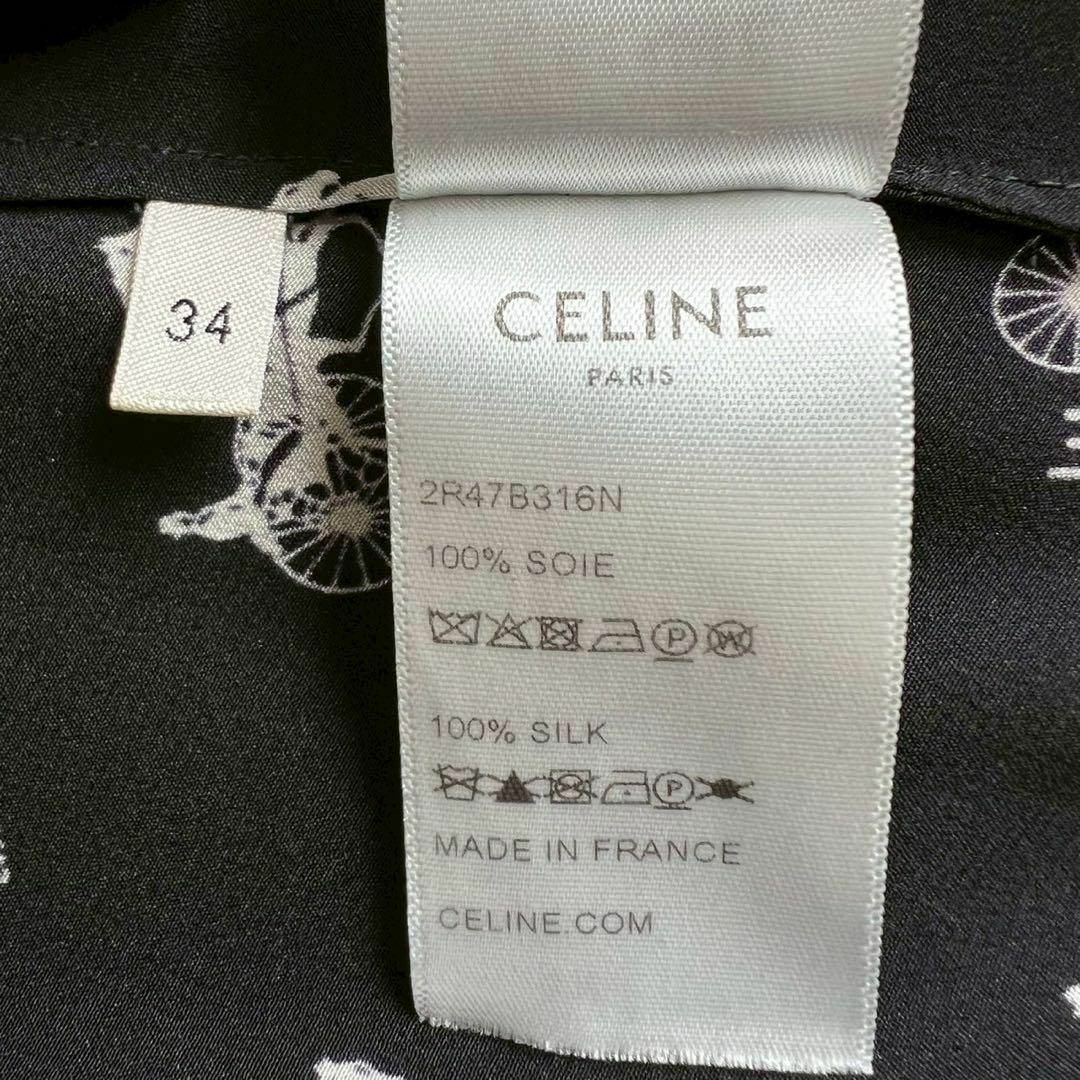 34
CELINE
PARIS
2R47B316N
100% SOIE
P W
100% SILK
P
MADE IN FRANCE
CELINE.COM